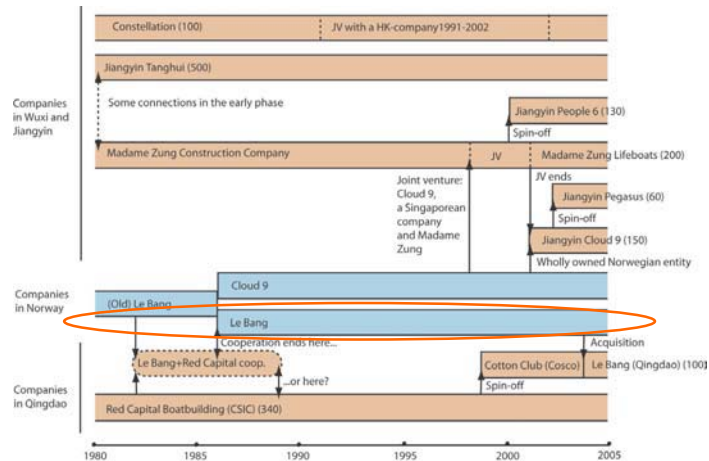 Constellation (100)
JV with a HK-company1991-2002
Jiangyin Tanghui (500)
Companies
in Wuxi and
Jiangyin
Some connections in the early phase
Jiangyin People 6 (130)
Spin-off
Madame Zung Construction Company
JV
Madame Zung Lifeboats (200)
Joint venture:
Cloud 9,
a Singaporean
company
and Madame
Zung
JV ends
Jiangyin Pegasus (60)
Spin-off
Jiangyin Cloud 9 (150)
Wholly owned Norwegian entity
Companies
in Norway
Cloud 9
(Old) Le Bang
Le Bang
Cooperation ends here...
Acquisition
Companies
in Qingdao
Le Bang+Red Capital coop.
...or here?
Cotton Club (Cosco)
Le Bang (Qingdao) (100)
Spin-off
Red Capital Boatbuilding (CSIC) (340)
1980
1985
1990
1995
2000
2005